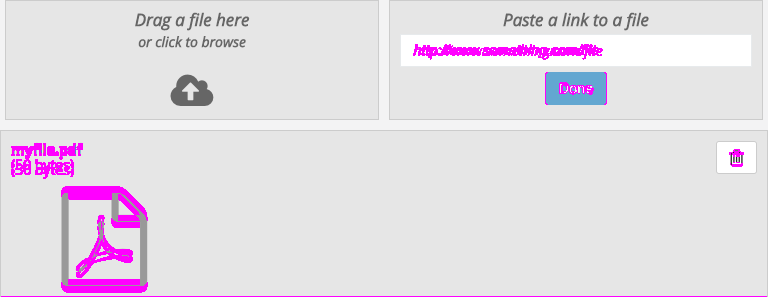 Drag a file here
or click to browse
Paste a link to a file
http://www.something.com/file
Done
myfile.pdf
(50 bytes)